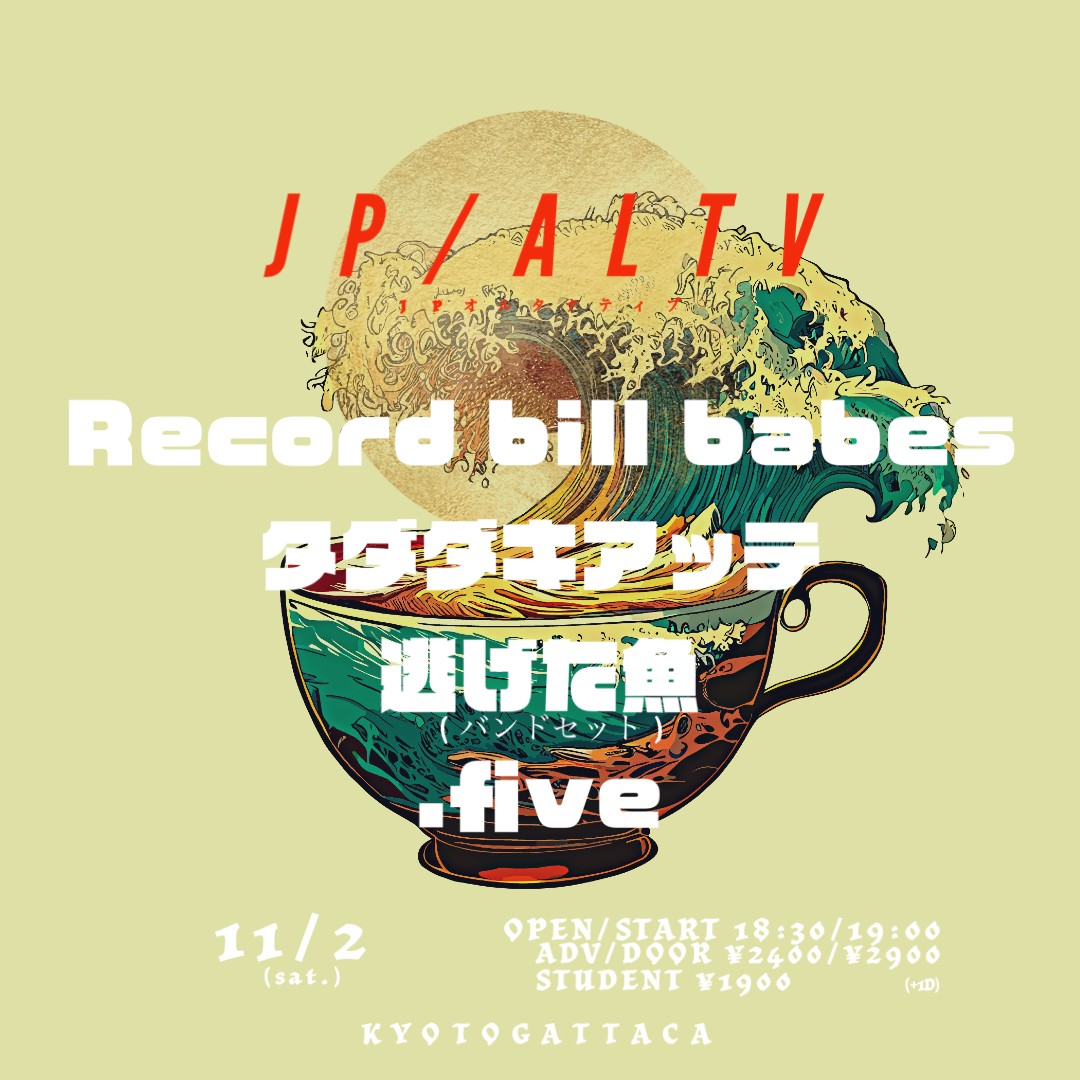 JP/ALTV
JPオルタナティブ
Record bill babes
タダダキアッラ
逃げた魚
(バンドセット)
.five
11/2
(sat.)
OPEN/START 18:30/19:00
ADV/DOOR ¥2400/¥2900
STUDENT ¥1900
(+1D)
KYOTOGATTACA